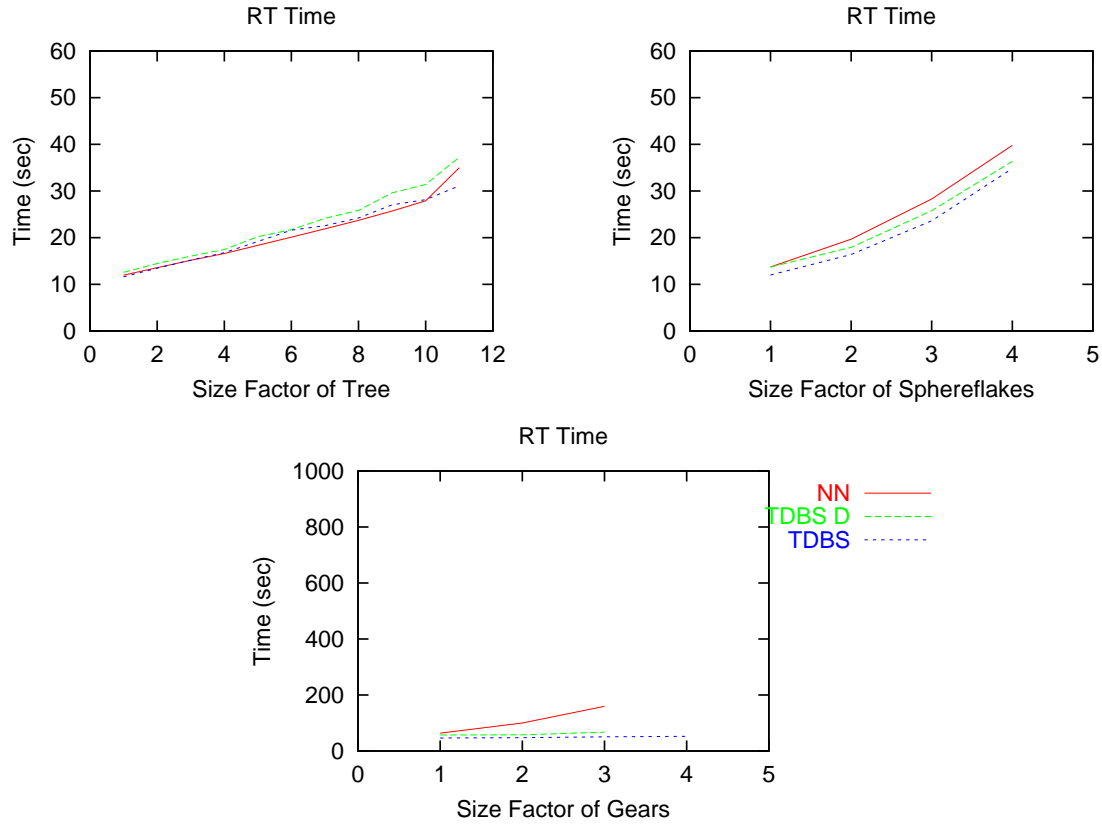 RT Time
60
50
40
30
20
10
0
Time (sec)
0 2 4 6 8 10 12
Size Factor of Tree
RT Time
60
50
40
30
20
10
0
Time (sec)
0 1 2 3 4 5
Size Factor of Sphereflakes
RT Time
1000
800
600
400
200
0
Time (sec)
0 1 2 3 4 5
Size Factor of Gears
NN
TDBS D
TDBS